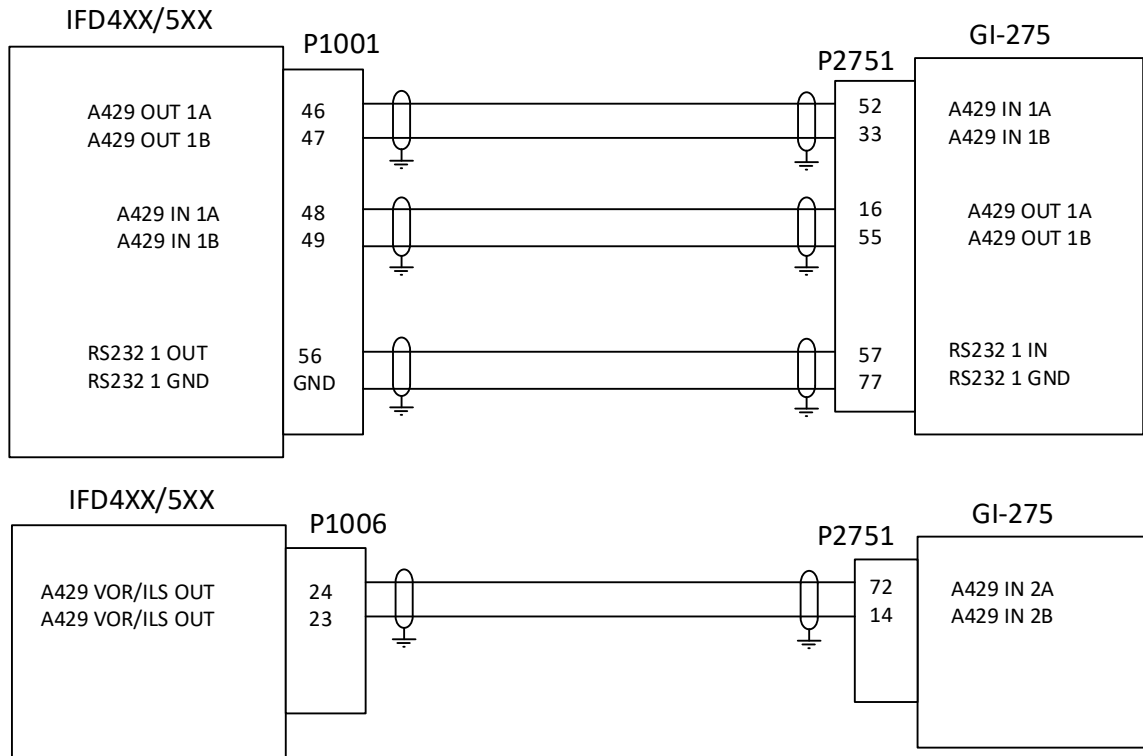 IFD4XX/5XX
P1001
P2751
GI-275
A429 OUT 1A 46 52 A429 IN 1A
A429 OUT 1B 47 33 A429 IN 1B
A429 IN 1A 48 16 A429 OUT 1A
A429 IN 1B 49 55 A429 OUT 1B
RS232 1 OUT 56 57 RS232 1 IN
RS232 1 GND GND 77 RS232 1 GND
IFD4XX/5XX
P1006
P2751
GI-275
A429 VOR/ILS OUT 24 72 A429 IN 2A
A429 VOR/ILS OUT 23 14 A429 IN 2B